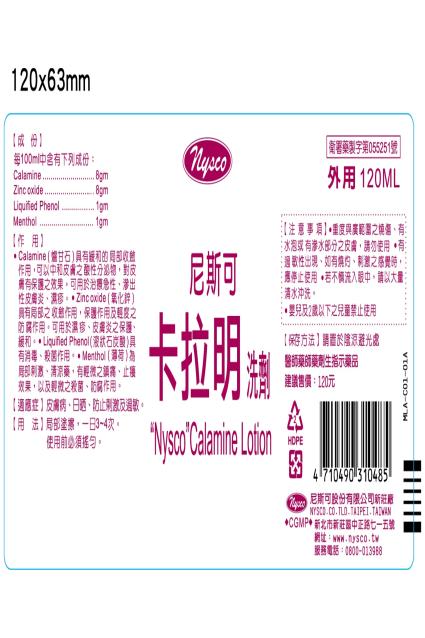 120x63mm
【成 份】
每100ml中含有下列成份：
Calamine ........................ 8gm
Zinc oxide ....................... 8gm
Liquified Phenol ............... 1gm
Menthol ......................... 1gm
【作 用】
•Calamine(爐甘石)具有緩和的局部收斂
作用，可以中和皮膚之酸性分泌物，對皮
膚有保護之效果，可用於治療急性、滲出
性皮膚炎、濕疹。•Zinc oxide(氧化鋅)
具有局部之收斂作用，保護作用及輕度之
防腐作用。可用於濕疹、皮膚炎之保護、
緩和。•Liquified Phenol(液狀石炭酸)具
有消毒、殺菌作用。•Menthol(薄荷)為
局部刺激、清涼藥，有輕微之鎮痛、止癢
效果，以及輕微之殺菌、防腐作用。
【適應症】皮膚病、日晒、防止刺激及過敏。
【用 法】局部塗擦，一日3~4次。
使用前必須搖勻。
Nysco
尼斯可
卡拉明洗劑
"Nysco"Calamine Lotion
衛署藥製字第055251號
外用 120ML
【注意事項】•重度與廣範圍之燒傷、有
水泡或有滲水部分之皮膚，請勿使用 •有
過敏性出現、如有燒灼、刺激之感覺時，
應停止使用 •若不慎流入眼中、請以大量
清水沖洗。
•嬰兒及2歲以下之兒童禁止使用
【保存方法】請置於陰涼避光處
醫師藥師藥劑生指示藥品
建議售價：120元
2
HDPE
4 710490 310485
MLA-C01-01A
Nysco
尼斯可股份有限公司新莊廠
NYSCO.CO.TLD.TAIPEI.TAIWAN
◆CGMP◆ 新北市新莊區中正路七一五號
網址：www.nysco.tw
服務電話：0800-013988